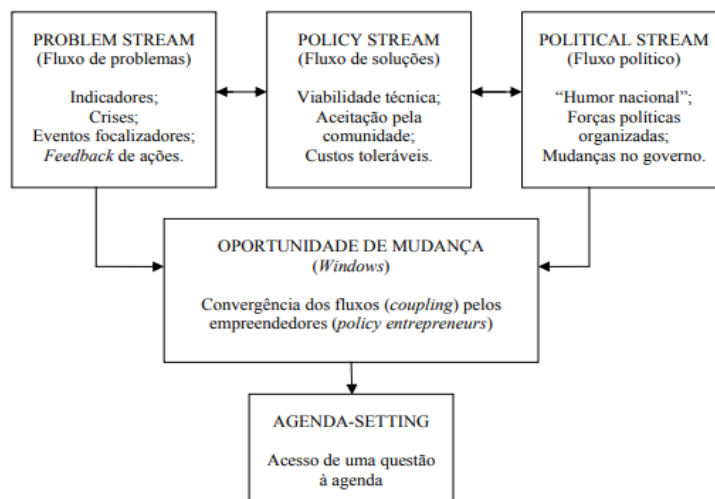 PROBLEM STREAM
(Fluxo de problemas)
Indicadores;
Crises;
Eventos focalizadores;
Feedback de ações.
POLICY STREAM
(Fluxo de soluções)
Viabilidade técnica;
Aceitação pela
comunidade;
Custos toleráveis.
POLITICAL STREAM
(Fluxo político)
“Humor nacional”;
Forças políticas
organizadas;
Mudanças no governo.
OPORTUNIDADE DE MUDANÇA
(Windows)
Convergência dos fluxos (coupling) pelos
empreendedores (policy entrepreneurs)
AGENDA-SETTING
Acesso de uma questão
à agenda